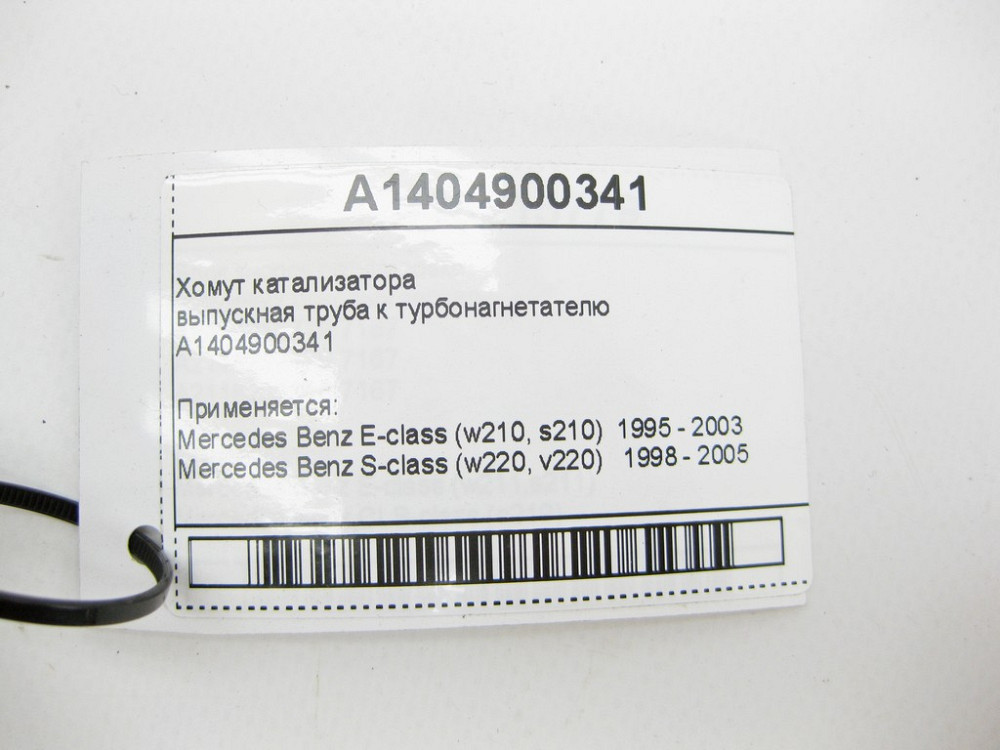 A1404900341
Хомут катализатора
выпускная труба к турбонагнетателю
A1404900341
Применяется:
Mercedes Benz E-class (w210, s210) 1995 - 2003
Mercedes Benz S-class (w220, v220) 1998 - 2005